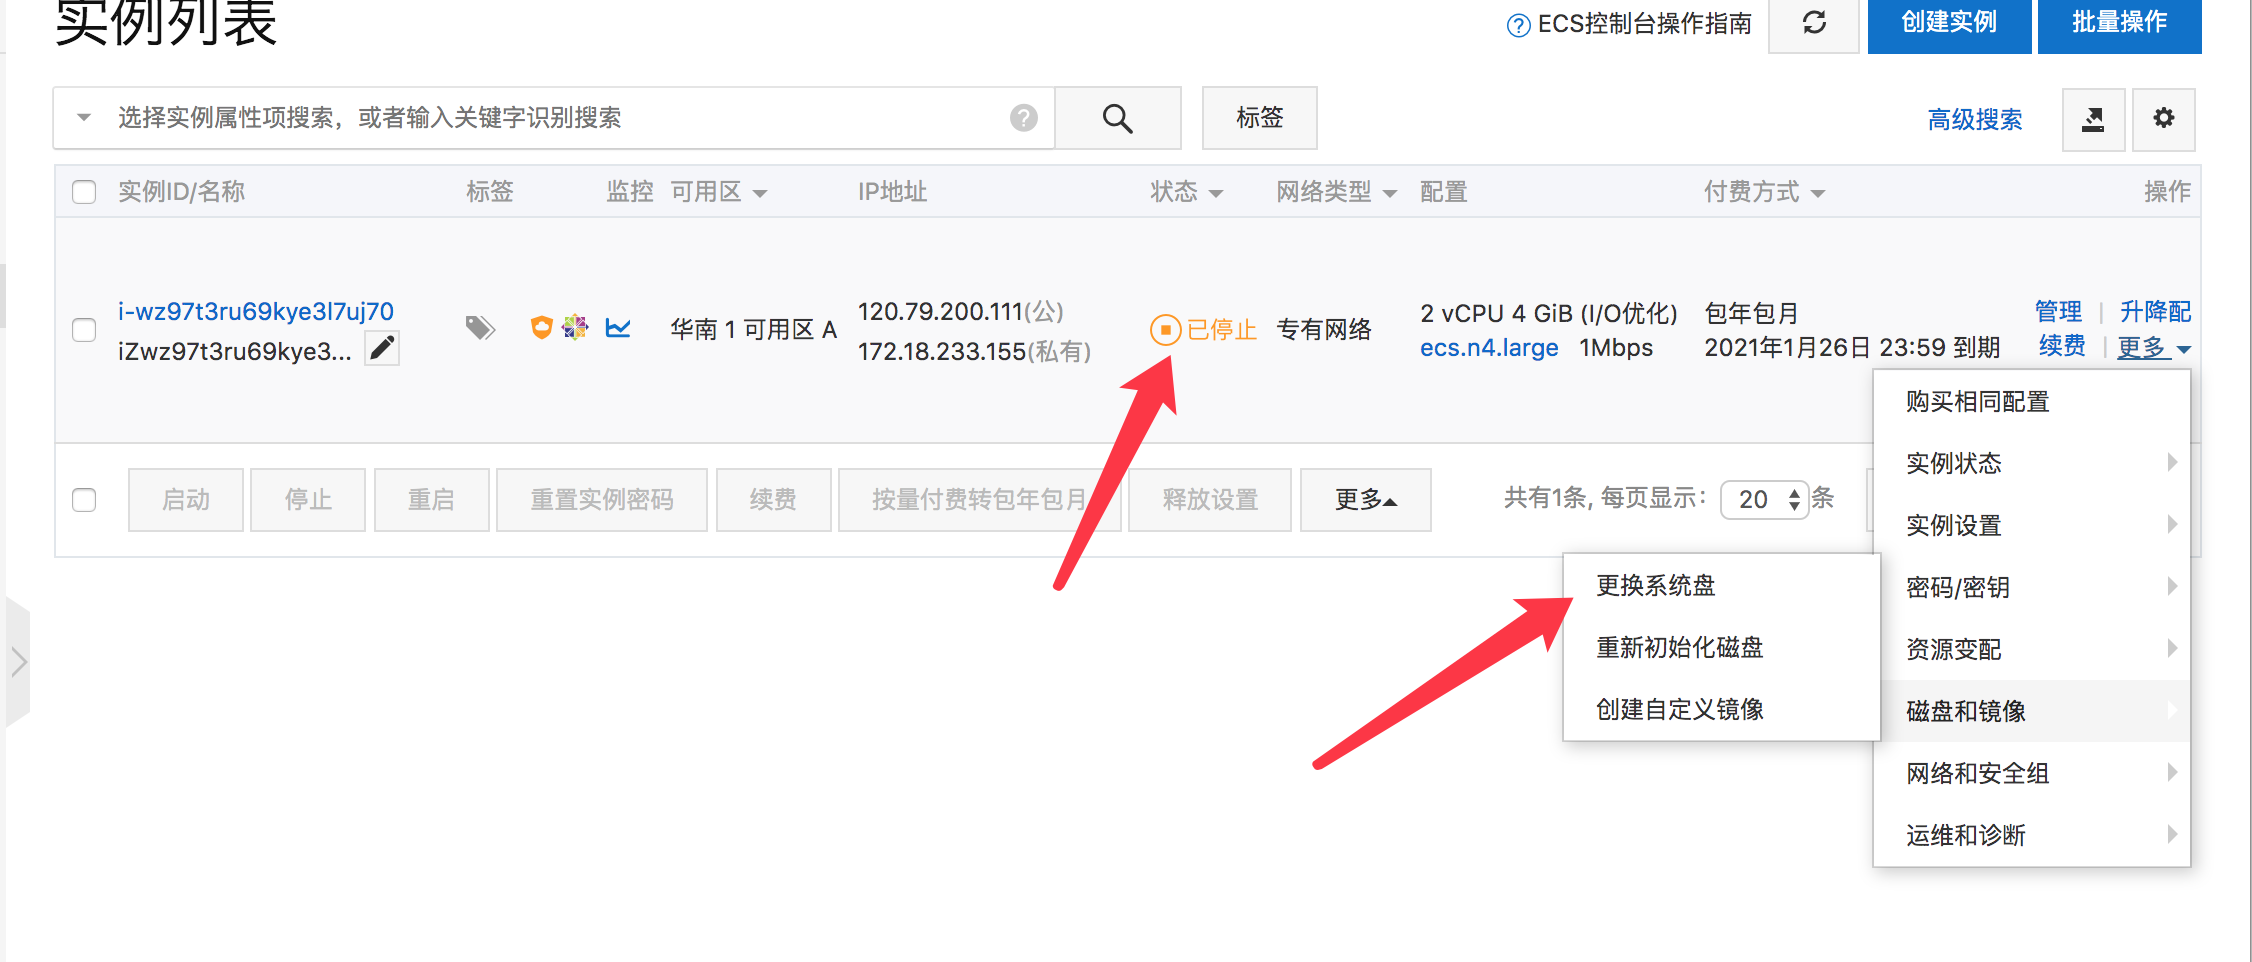 实例列表
ECS控制台操作指南
创建实例
批量操作
选择实例属性项搜索，或者输入关键字识别搜索
标签
高级搜索
实例ID/名称 标签 监控 可用区 IP地址 状态 网络类型 配置 付费方式 操作
i-wz97t3ru69kye3l7uj70
iZwz97t3ru69kye3...
华南 1 可用区 A
120.79.200.111(公)
172.18.233.155(私有)
已停止
专有网络
2 vCPU 4 GiB (I/O优化)
ecs.n4.large 1Mbps
包年包月
2021年1月26日 23:59 到期
管理 | 升降配
续费 | 更多
启动 停止 重启 重置实例密码 续费 按量付费转包年包月 释放设置 更多
共有1条, 每页显示: 20 条
购买相同配置
实例状态
实例设置
密码/密钥
资源变配
磁盘和镜像
网络和安全组
运维和诊断
更换系统盘
重新初始化磁盘
创建自定义镜像